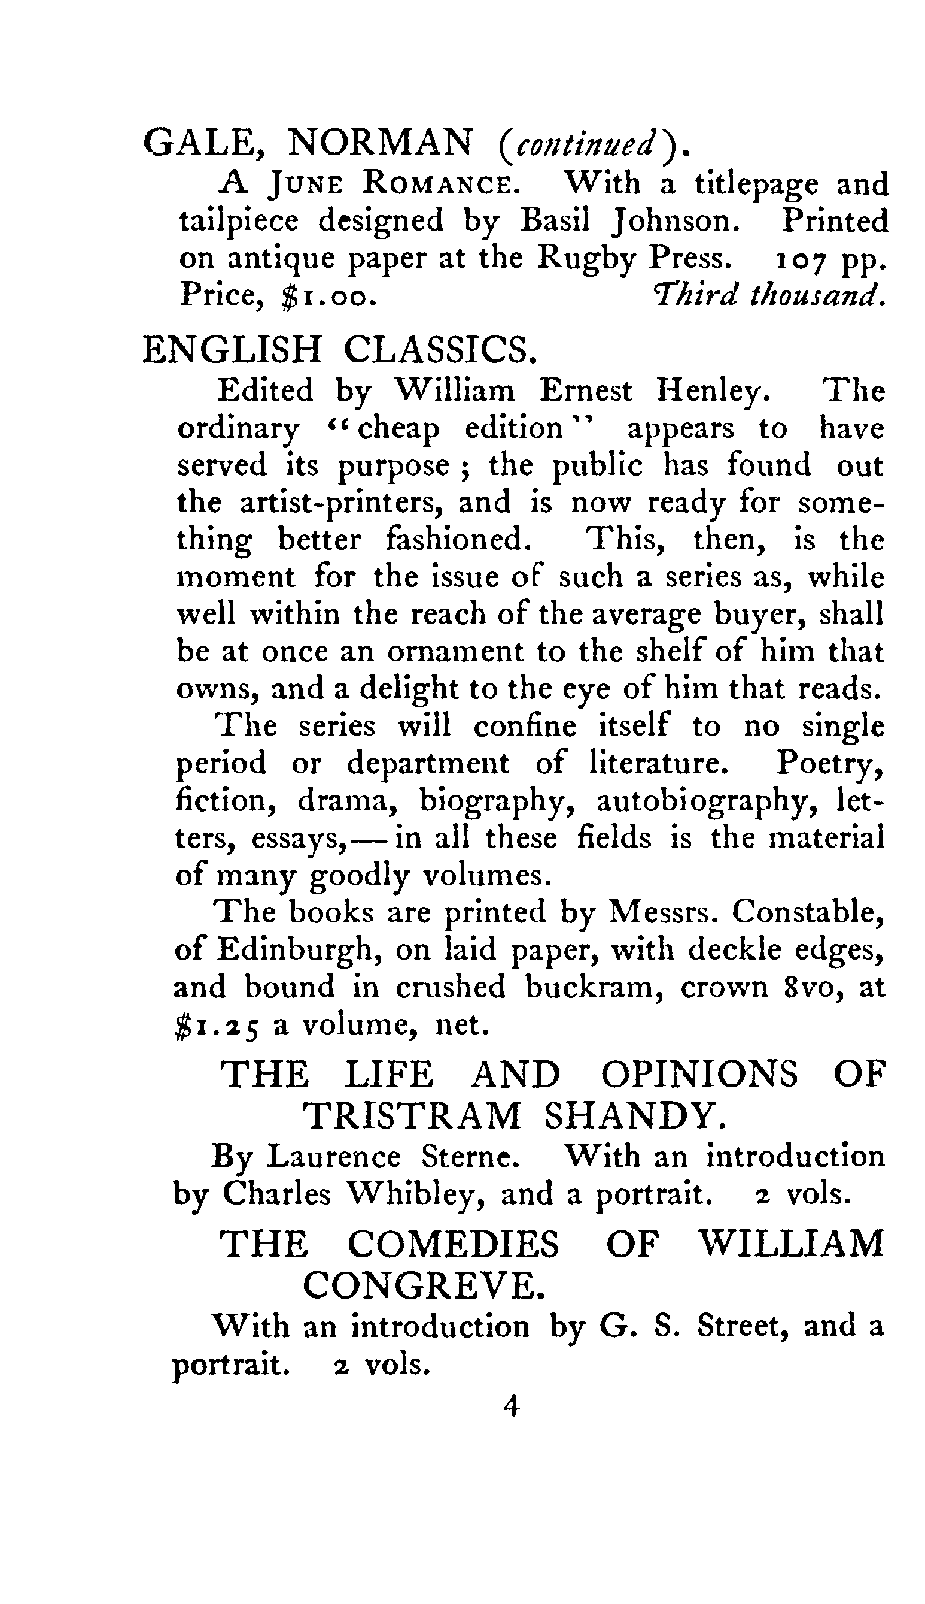 GALE, NORMAN (continued).
A June Romance. With a titlepage and
tailpiece designed by Basil Johnson. Printed
on antique paper at the Rugby Press. 107 pp.
Price, $1.00. Third thousand.
ENGLISH CLASSICS.
Edited by William Ernest Henley. The
ordinary “cheap edition” appears to have
served its purpose ; the public has found out
the artist-printers, and is now ready for some-
thing better fashioned. This, then, is the
moment for the issue of such a series as, while
well within the reach of the average buyer, shall
be at once an ornament to the shelf of him that
owns, and a delight to the eye of him that reads.
The series will confine itself to no single
period or department of literature. Poetry,
fiction, drama, biography, autobiography, let-
ters, essays,— in all these fields is the material
of many goodly volumes.
The books are printed by Messrs. Constable,
of Edinburgh, on laid paper, with deckle edges,
and bound in crushed buckram, crown 8vo, at
$1.25 a volume, net.
THE LIFE AND OPINIONS OF
TRISTRAM SHANDY.
By Laurence Sterne. With an introduction
by Charles Whibley, and a portrait. 2 vols.
THE COMEDIES OF WILLIAM
CONGREVE.
With an introduction by G. S. Street, and a
portrait. 2 vols.
4